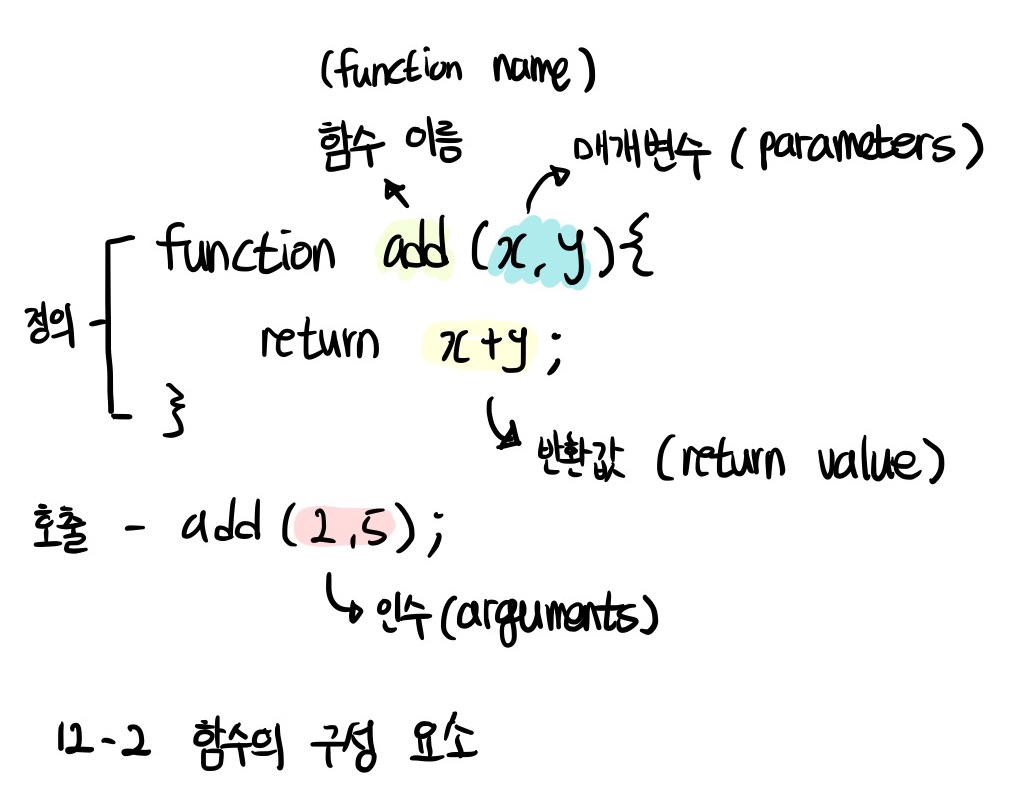 (function name)
함수 이름
매개변수 (parameters)
function add (x, y){
정의
return x+y;
}
반환값 (return value)
호출 - add (2,5);
인수 (arguments)
12-2 함수의 구성 요소